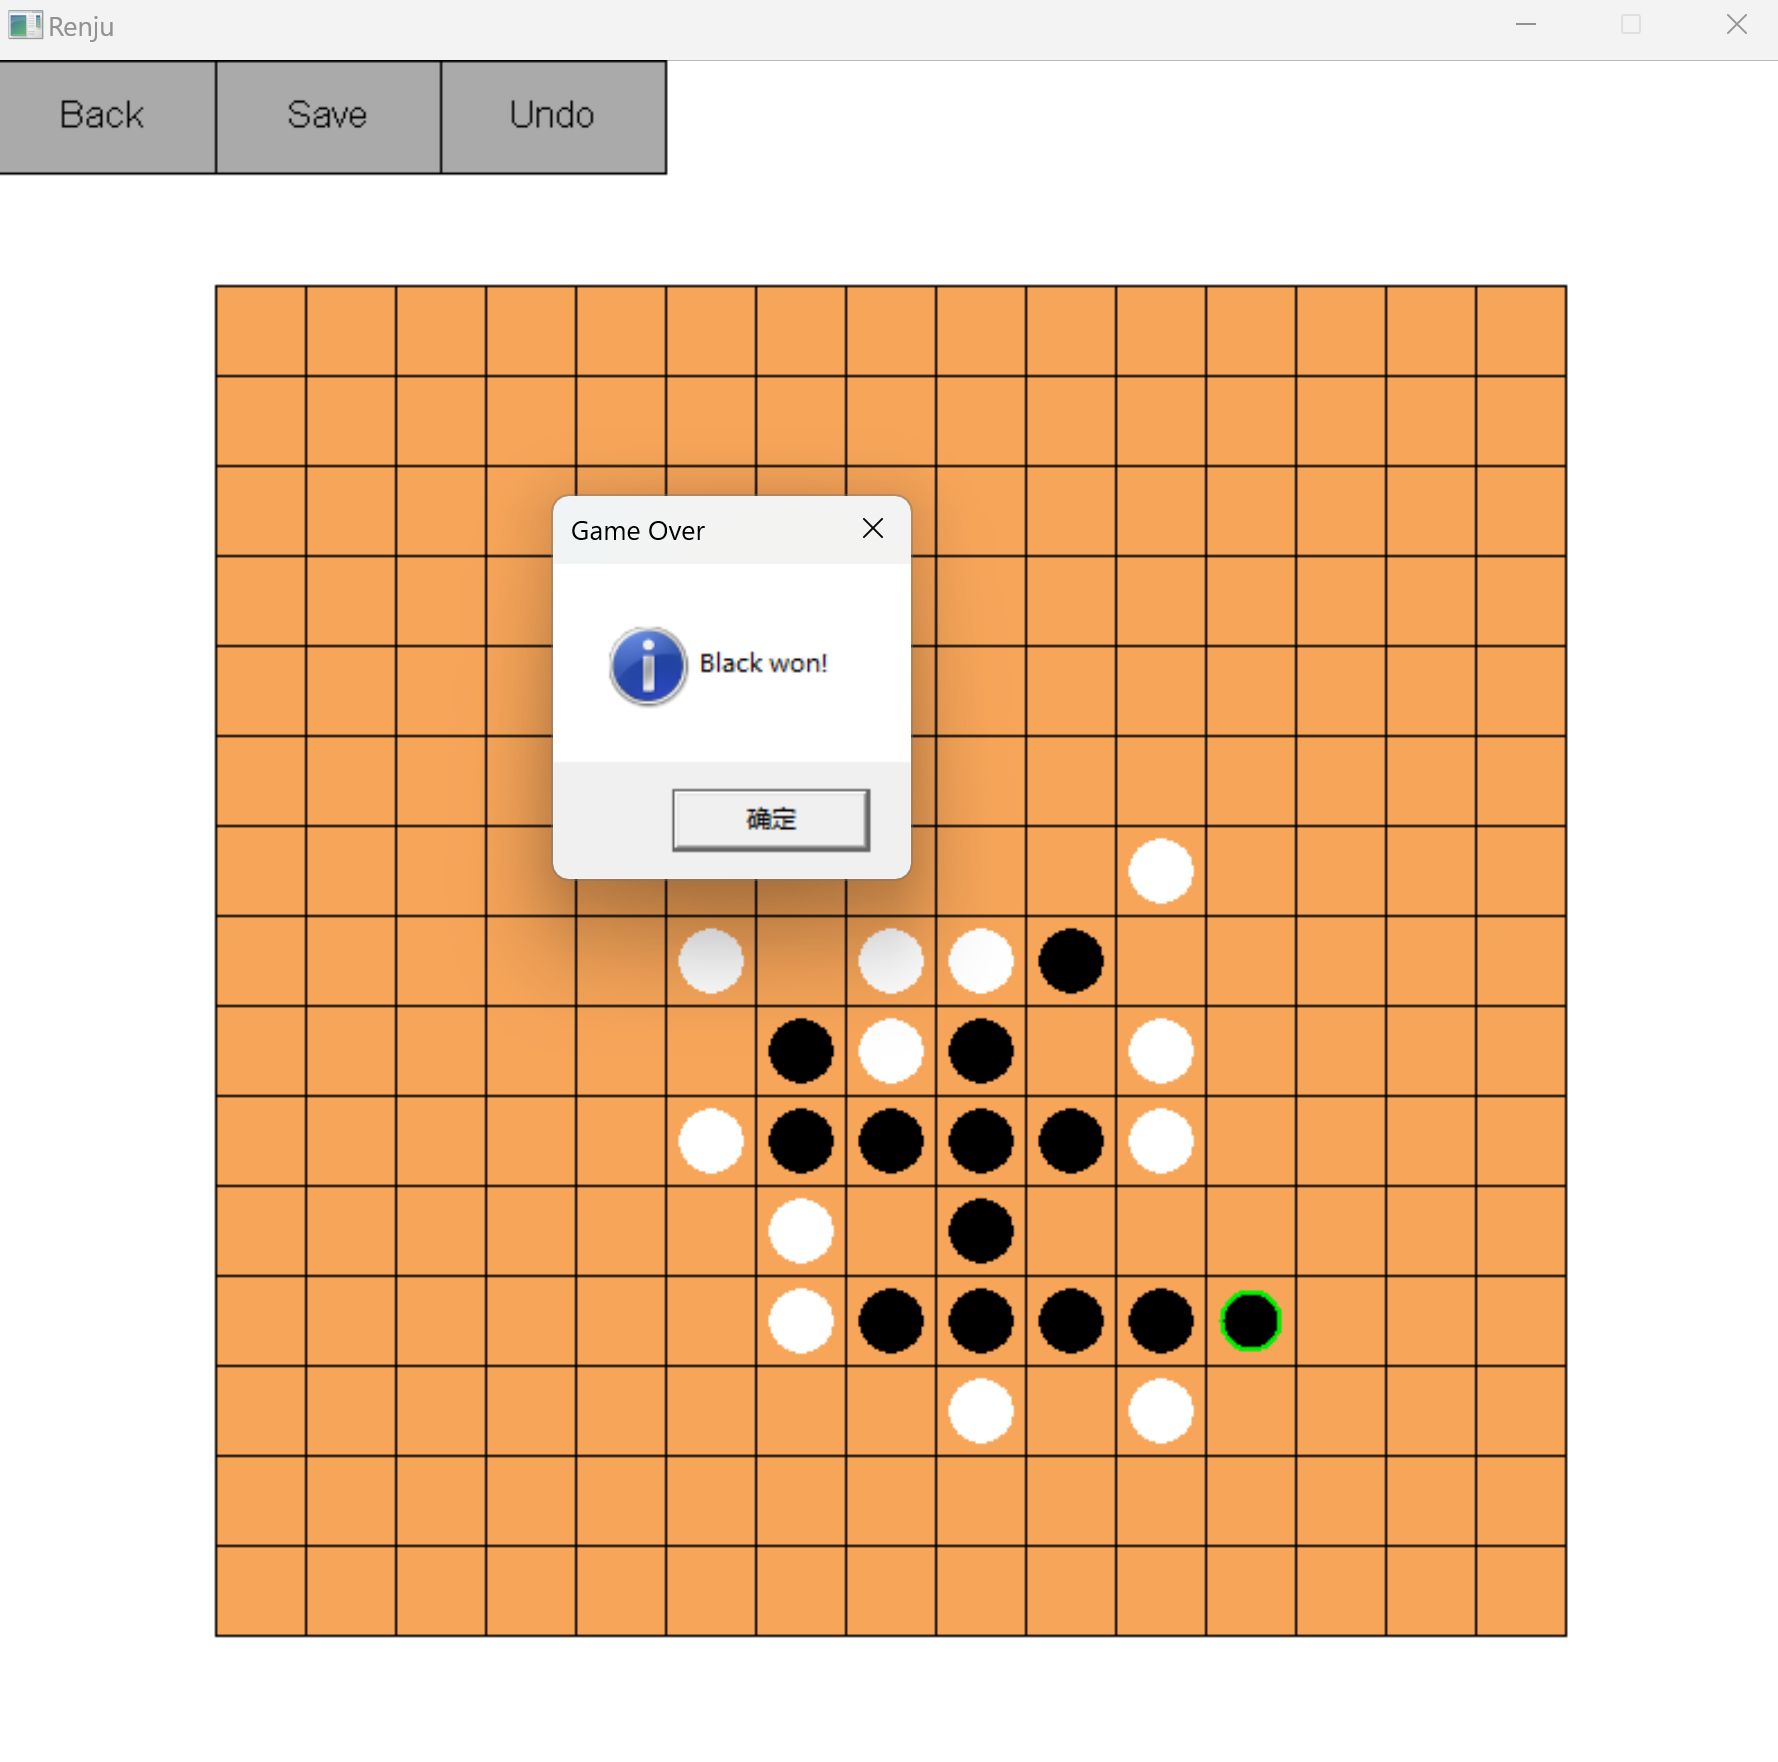 Renju
Back
Save
Undo
Game Over
Black won!
确定